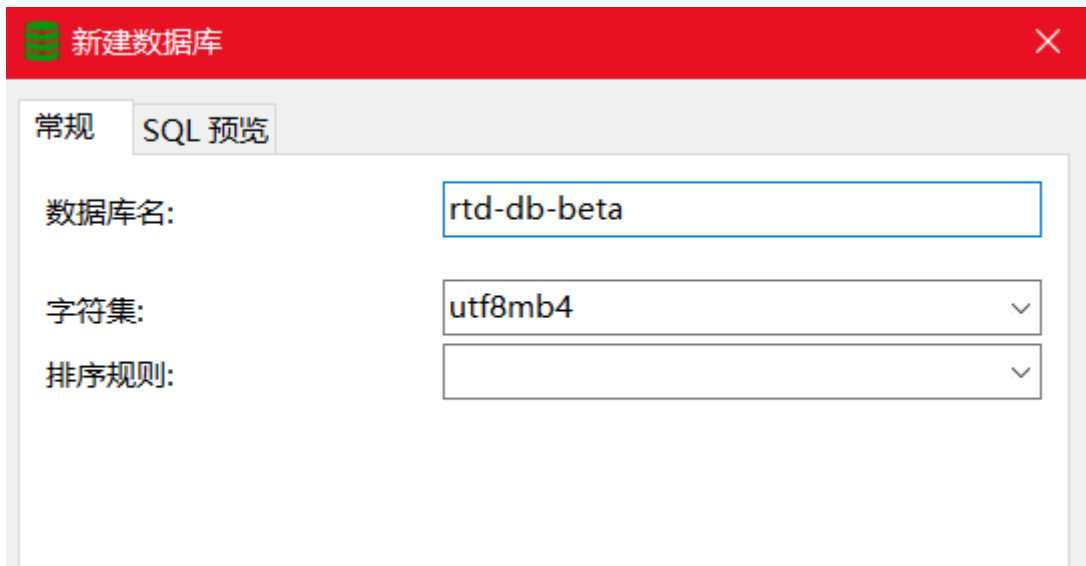 新建数据库
常规
SQL 预览
数据库名:
rtd-db-beta
字符集:
utf8mb4
排序规则: